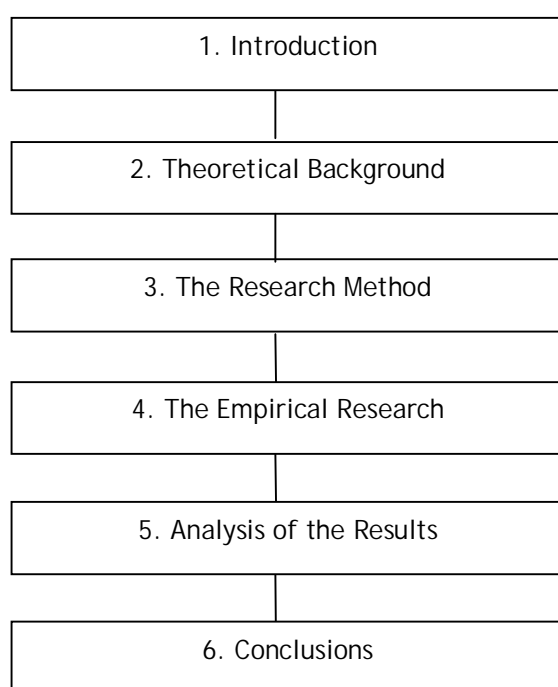 1. Introduction
2. Theoretical Background
3. The Research Method
4. The Empirical Research
5. Analysis of the Results
6. Conclusions